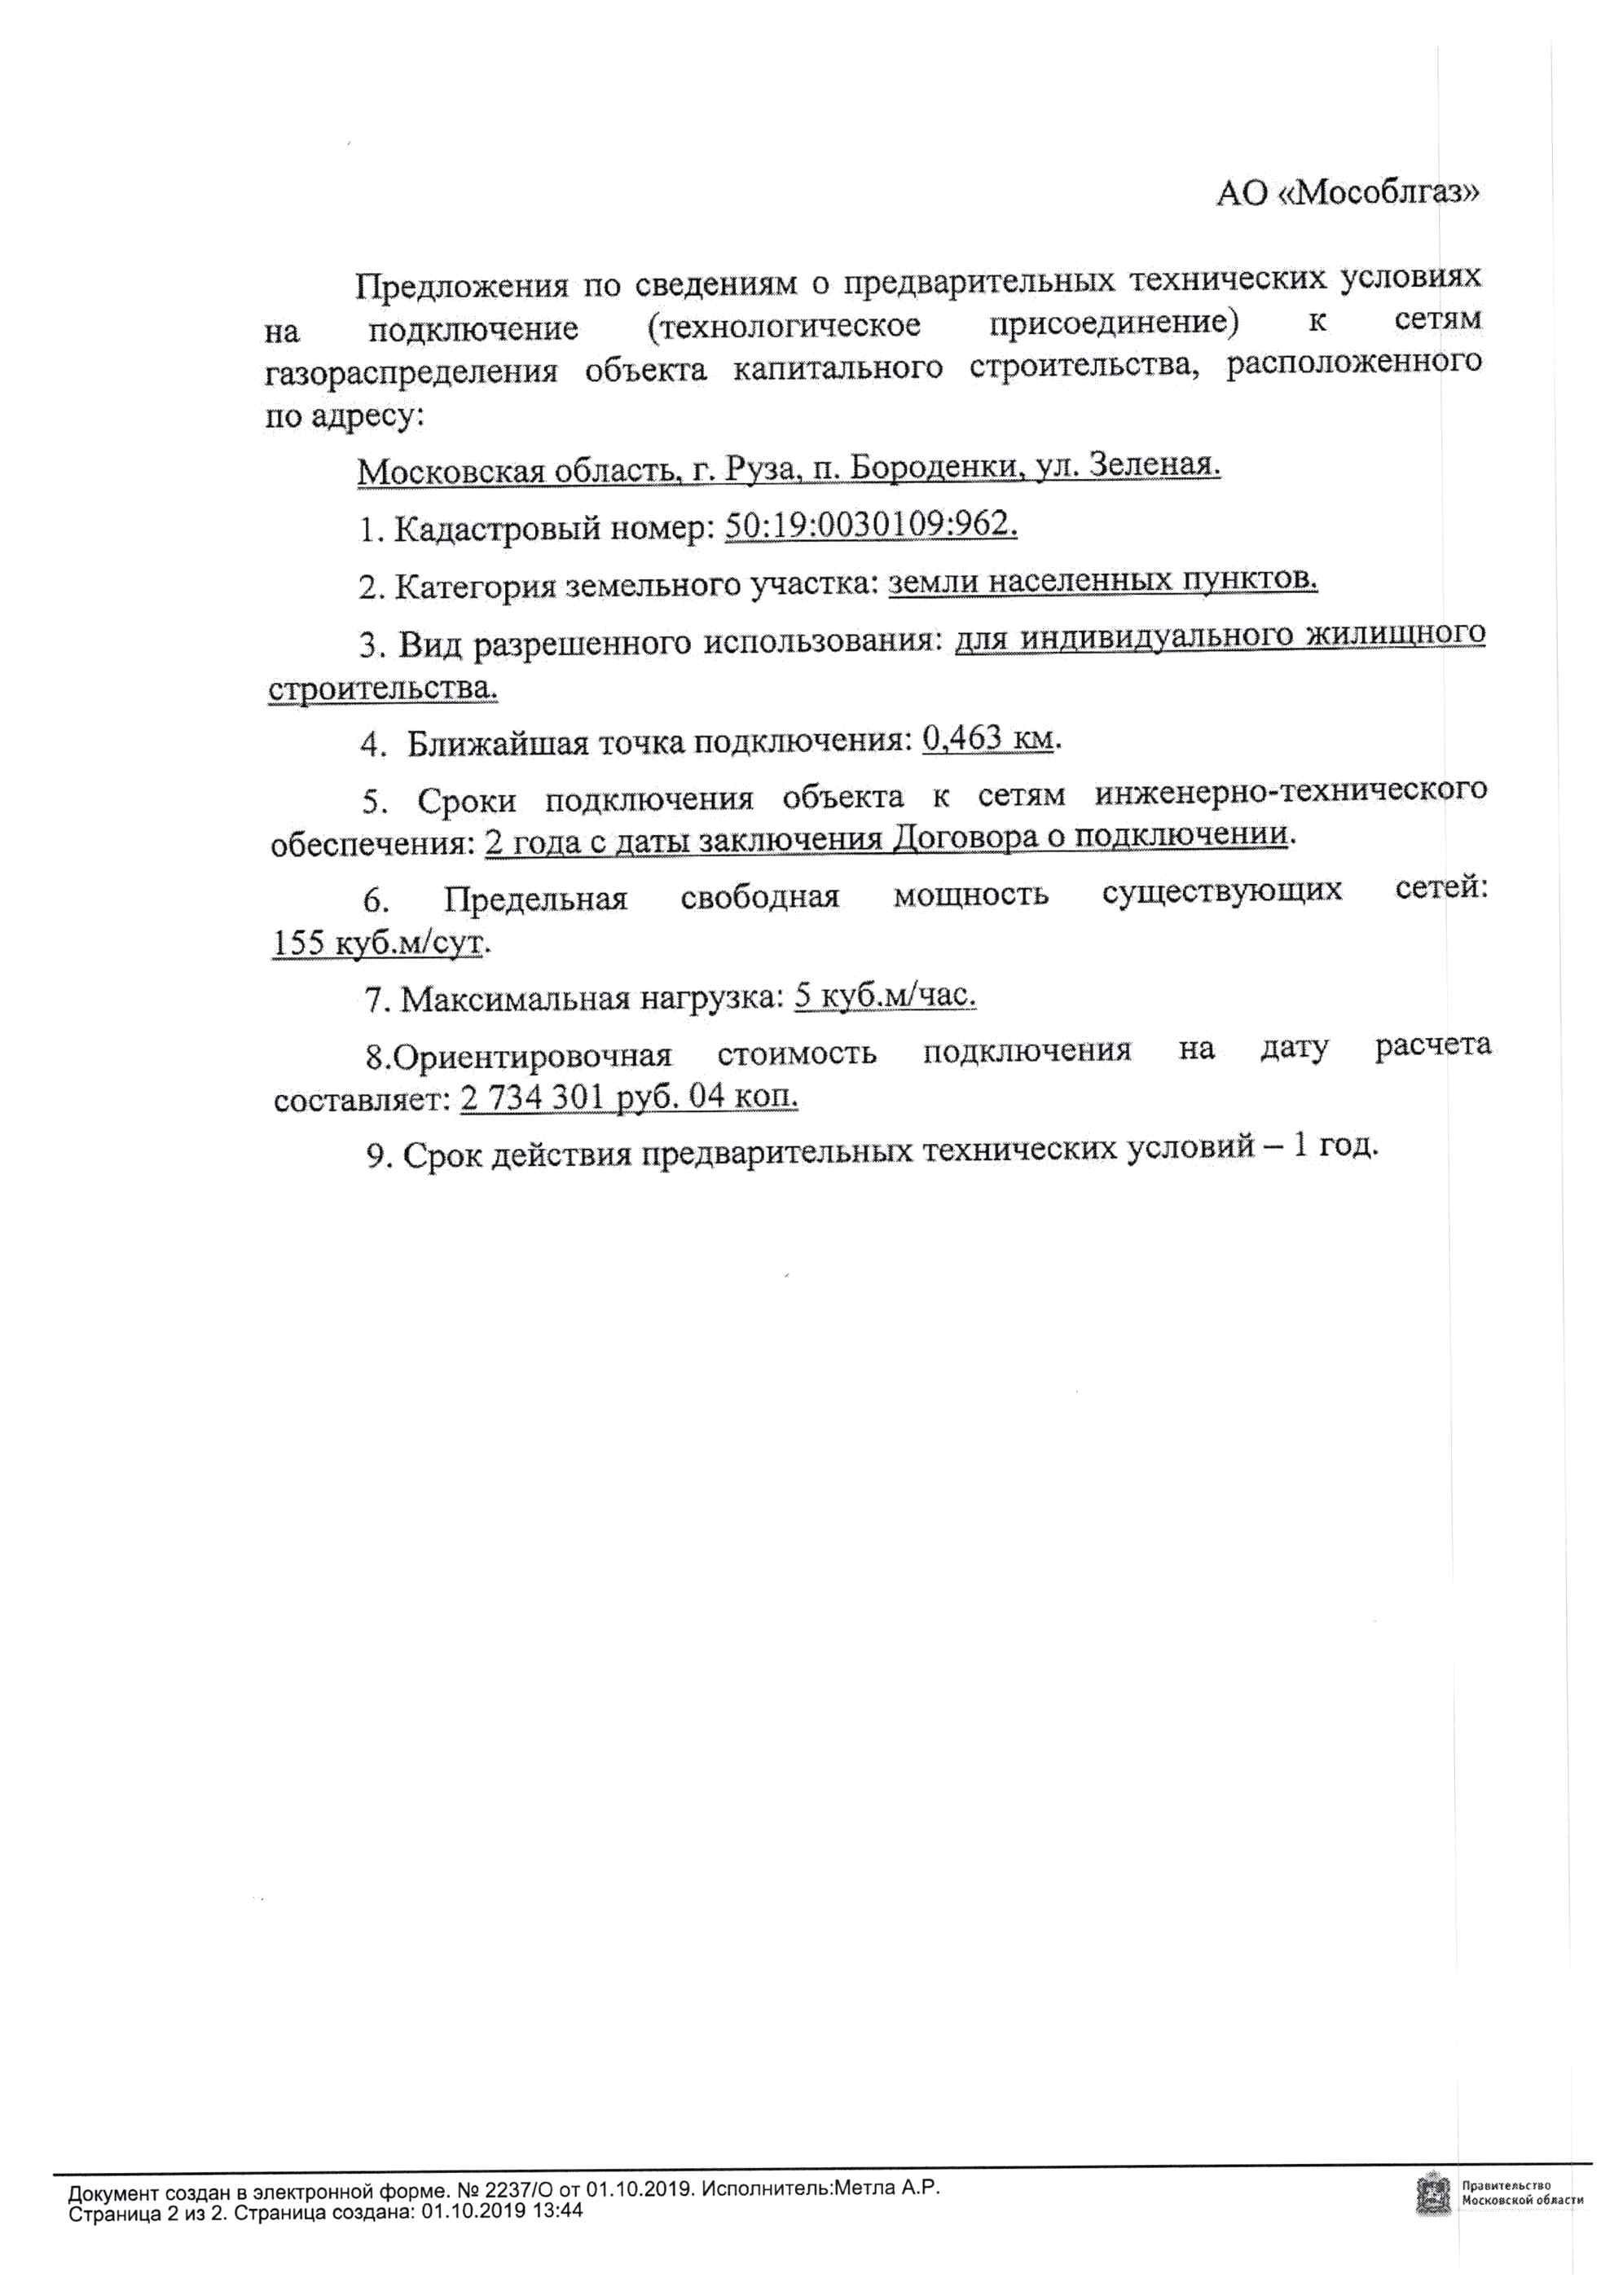 АО «Мособлгаз»
Предложения по сведениям о предварительных технических условиях
на подключение (технологическое присоединение) к сетям
газораспределения объекта капитального строительства, расположенного
по адресу:
Московская область, г. Руза, п. Бороденки, ул. Зеленая.
1. Кадастровый номер: 50:19:0030109:962.
2. Категория земельного участка: земли населенных пунктов.
3. Вид разрешенного использования: для индивидуального жилищного
строительства.
4. Ближайшая точка подключения: 0,463 км.
5. Сроки подключения объекта к сетям инженерно-технического
обеспечения: 2 года с даты заключения Договора о подключении.
6. Предельная свободная мощность существующих сетей:
155 куб.м/сут.
7. Максимальная нагрузка: 5 куб.м/час.
8.Ориентировочная стоимость подключения на дату расчета
составляет: 2 734 301 руб. 04 коп.
9. Срок действия предварительных технических условий – 1 год.
Документ создан в электронной форме. № 2237/О от 01.10.2019. Исполнитель:Метла А.Р.
Страница 2 из 2. Страница создана: 01.10.2019 13:44
Правительство
Московской области